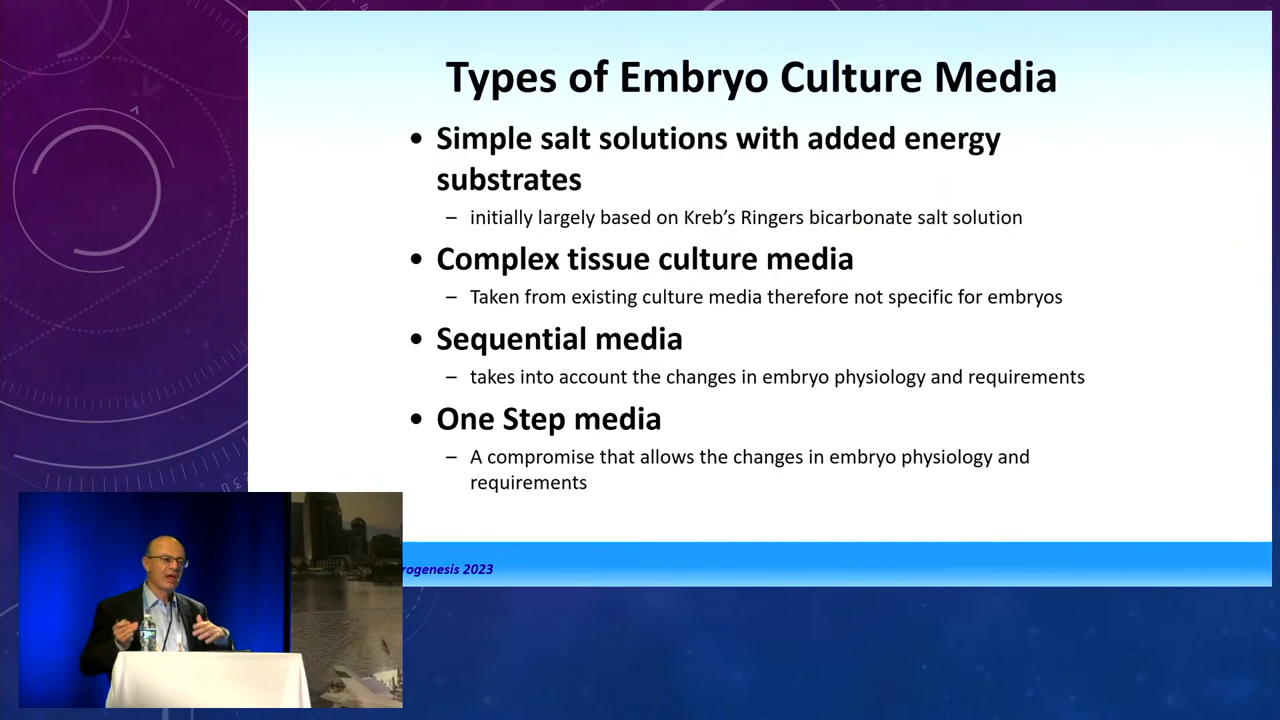 Types of Embryo Culture Media
• Simple salt solutions with added energy
substrates
– initially largely based on Kreb’s Ringers bicarbonate salt solution
• Complex tissue culture media
– Taken from existing culture media therefore not specific for embryos
• Sequential media
– takes into account the changes in embryo physiology and requirements
• One Step media
– A compromise that allows the changes in embryo physiology and
requirements
rogenesis 2023